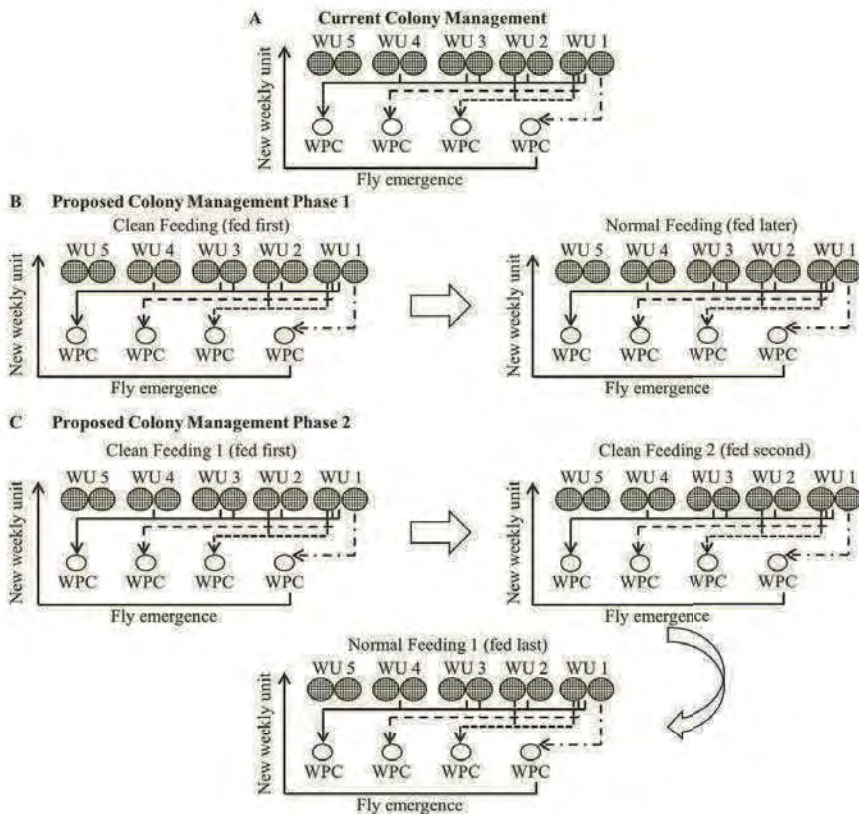 A Current Colony Management
WU 5 WU 4 WU 3 WU 2 WU 1
New weekly unit
WPC WPC WPC WPC
Fly emergence
B Proposed Colony Management Phase 1
Clean Feeding (fed first)
WU 5 WU 4 WU 3 WU 2 WU 1
New weekly unit
WPC WPC WPC WPC
Fly emergence
Normal Feeding (fed later)
WU 5 WU 4 WU 3 WU 2 WU 1
New weekly unit
WPC WPC WPC WPC
Fly emergence
C Proposed Colony Management Phase 2
Clean Feeding 1 (fed first)
WU 5 WU 4 WU 3 WU 2 WU 1
New weekly unit
WPC WPC WPC WPC
Fly emergence
Clean Feeding 2 (fed second)
WU 5 WU 4 WU 3 WU 2 WU 1
New weekly unit
WPC WPC WPC WPC
Fly emergence
Normal Feeding 1 (fed last)
WU 5 WU 4 WU 3 WU 2 WU 1
New weekly unit
WPC WPC WPC WPC
Fly emergence